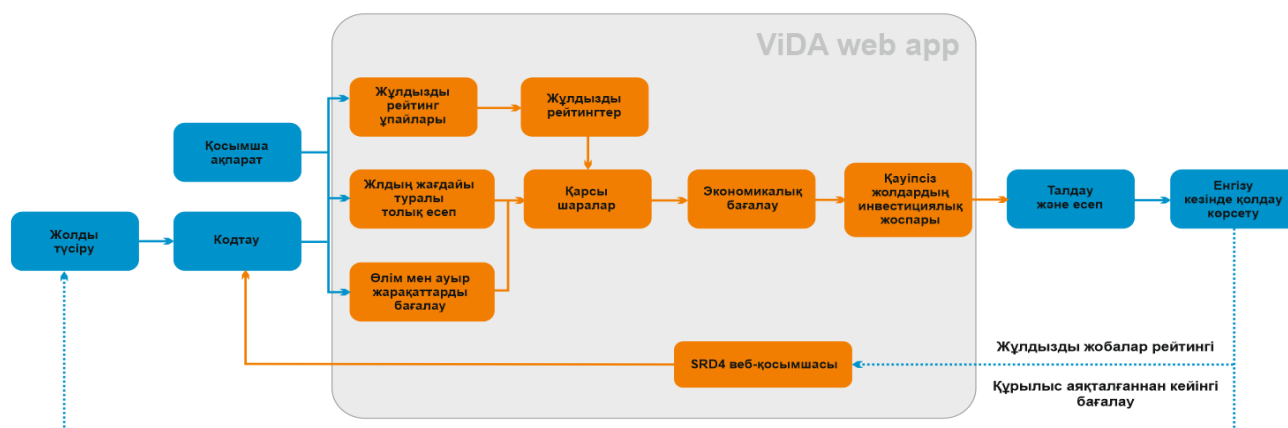 ViDA web app
Жұлдызды
рейтинг
ұпайлары
Жұлдызды
рейтингтер
Қосымша
ақпарат
Жлдың жағдайы
туралы
толық есеп
Қарсы
шаралар
Экономикалық
бағалау
Қауіпсіз
жолдардың
инвестициялық
жоспары
Талдау
және есеп
Енгізу
кезінде қолдау
көрсету
Жолды
түсіру
Кодтау
Өлім мен ауыр
жарақаттарды
бағалау
SRD4 веб-қосымшасы
Жұлдызды жобалар рейтингі
Құрылыс аяқталғаннан кейінгі
бағалау